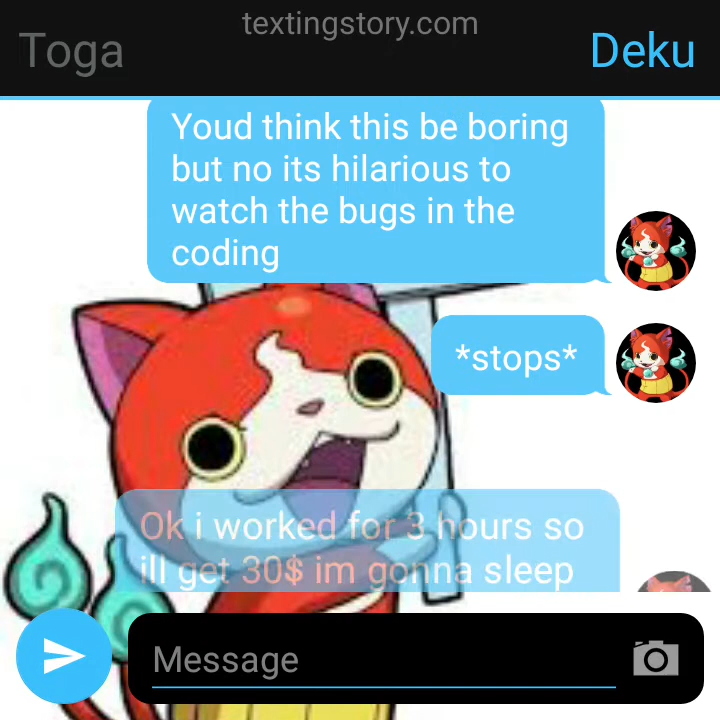 textingstory.com
Toga
Deku
Youd think this be boring
but no its hilarious to
watch the bugs in the
coding
*stops*
Ok i worked for 3 hours so
ill get 30$ im gonna sleep
Message